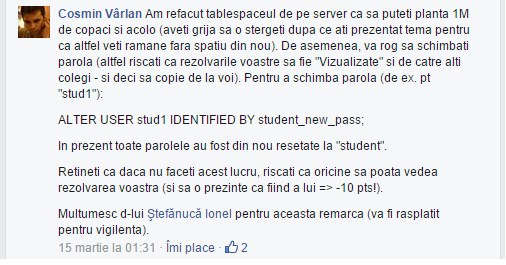 Cosmin Vârlan Am refacut tablespaceul de pe server ca sa puteti planta 1M
de copaci si acolo (aveti grija sa o stergeti dupa ce ati prezentat tema pentru
ca altfel veti ramane fara spatiu din nou). De asemenea, va rog sa schimbati
parola (altfel riscati ca rezolvarile voastre sa fie "Vizualizate" si de catre alti
colegi - si deci sa copie de la voi). Pentru a schimba parola (de ex. pt
"stud1"):
ALTER USER stud1 IDENTIFIED BY student_new_pass;
In prezent toate parolele au fost din nou resetate la "student".
Retineti ca daca nu faceti acest lucru, riscati ca oricine sa poata vedea
rezolvarea voastra (si sa o prezinte ca fiind a lui => -10 pts!).
Multumesc d-lui Ştefănucă Ionel pentru aceasta remarca (va fi rasplatit
pentru vigilenta).
15 martie la 01:31 · Îmi place · 2